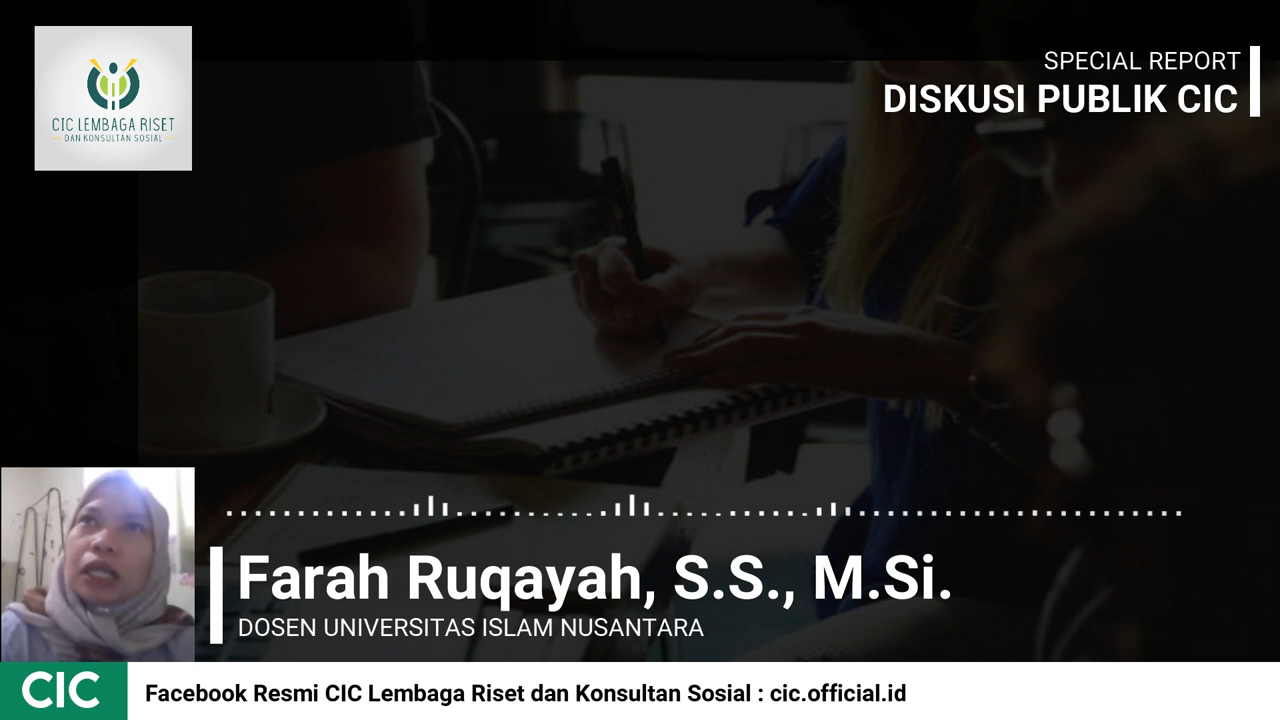 CIC LEMBAGA RISET
DAN KONSULTAN SOSIAL
SPECIAL REPORT
DISKUSI PUBLIK CIC
Farah Ruqayah, S.S., M.Si.
DOSEN UNIVERSITAS ISLAM NUSANTARA
CIC
Facebook Resmi CIC Lembaga Riset dan Konsultan Sosial : cic.official.id